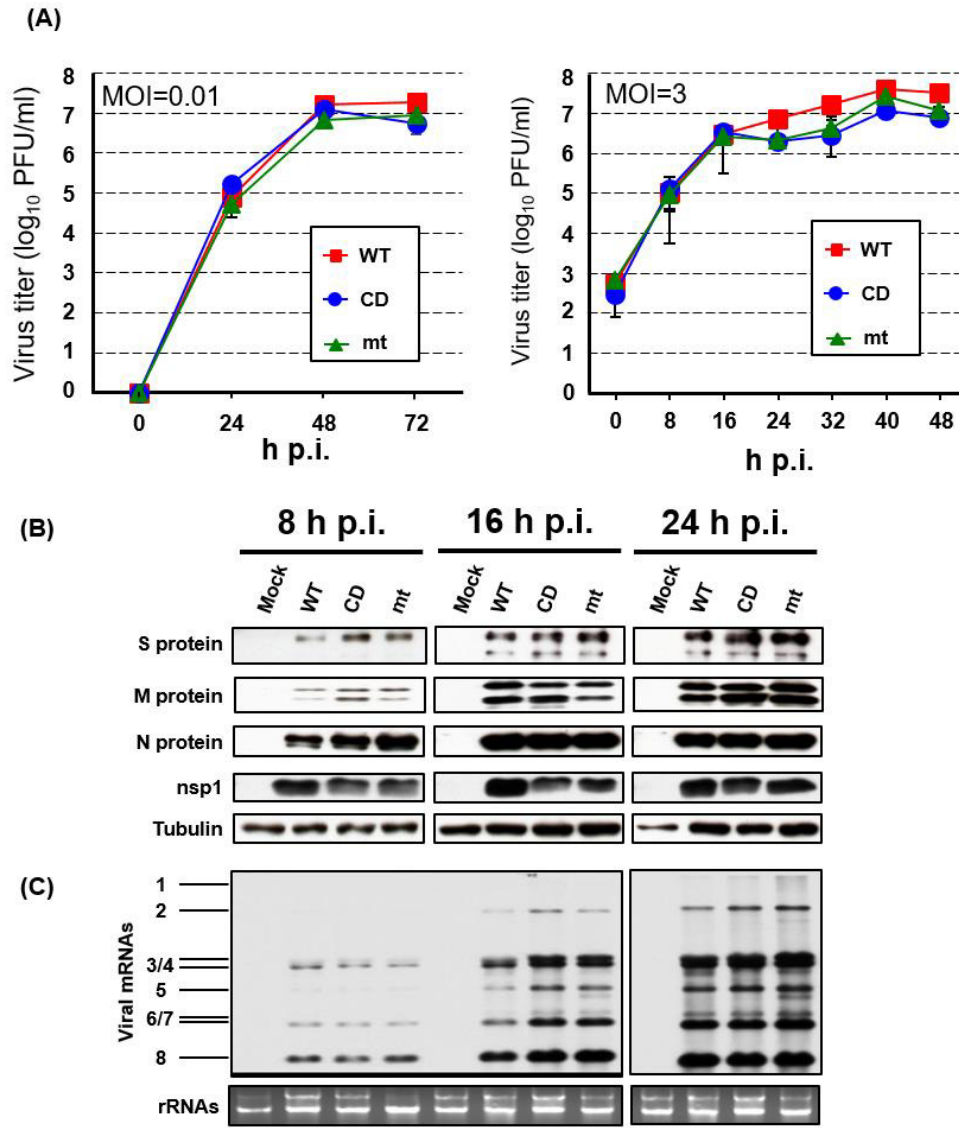 (A)
MOI=0.01
Virus titer (log10 PFU/ml)
8
7
6
5
4
3
2
1
0
WT
CD
mt
0 24 48 72
h p.i.
MOI=3
Virus titer (log10 PFU/ml)
8
7
6
5
4
3
2
1
0
WT
CD
mt
0 8 16 24 32 40 48
h p.i.
(B)
8 h p.i. 16 h p.i. 24 h p.i.
Mock WT CD mt Mock WT CD mt Mock WT CD mt
S protein
M protein
N protein
nsp1
Tubulin
(C)
Viral mRNAs
1
2
3/4
5
6/7
8
rRNAs